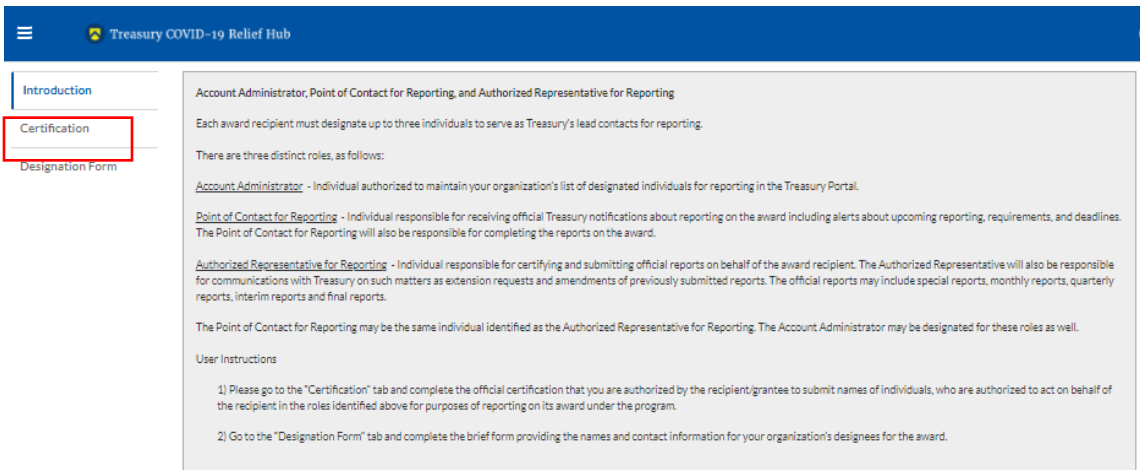 Treasury COVID-19 Relief Hub
Introduction
Certification
Designation Form
Account Administrator, Point of Contact for Reporting, and Authorized Representative for Reporting
Each award recipient must designate up to three individuals to serve as Treasury's lead contacts for reporting.
There are three distinct roles, as follows:
Account Administrator - Individual authorized to maintain your organization's list of designated individuals for reporting in the Treasury Portal.
Point of Contact for Reporting - Individual responsible for receiving official Treasury notifications about reporting on the award including alerts about upcoming reporting, requirements, and deadlines.
The Point of Contact for Reporting will also be responsible for completing the reports on the award.
Authorized Representative for Reporting - Individual responsible for certifying and submitting official reports on behalf of the award recipient. The Authorized Representative will also be responsible
for communications with Treasury on such matters as extension requests and amendments of previously submitted reports. The official reports may include special reports, monthly reports, quarterly
reports, interim reports and final reports.
The Point of Contact for Reporting may be the same individual identified as the Authorized Representative for Reporting. The Account Administrator may be designated for these roles as well.
User Instructions
1) Please go to the "Certification" tab and complete the official certification that you are authorized by the recipient/grantee to submit names of individuals, who are authorized to act on behalf of
the recipient in the roles identified above for purposes of reporting on its award under the program.
2) Go to the "Designation Form" tab and complete the brief form providing the names and contact information for your organization's designees for the award.